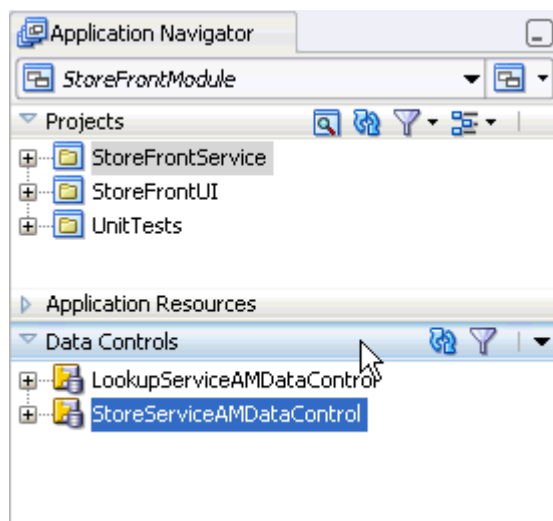 Application Navigator
StoreFrontModule
Projects
StoreFrontService
StoreFrontUI
UnitTests
Application Resources
Data Controls
LookupServiceAMDataControl
StoreServiceAMDataControl